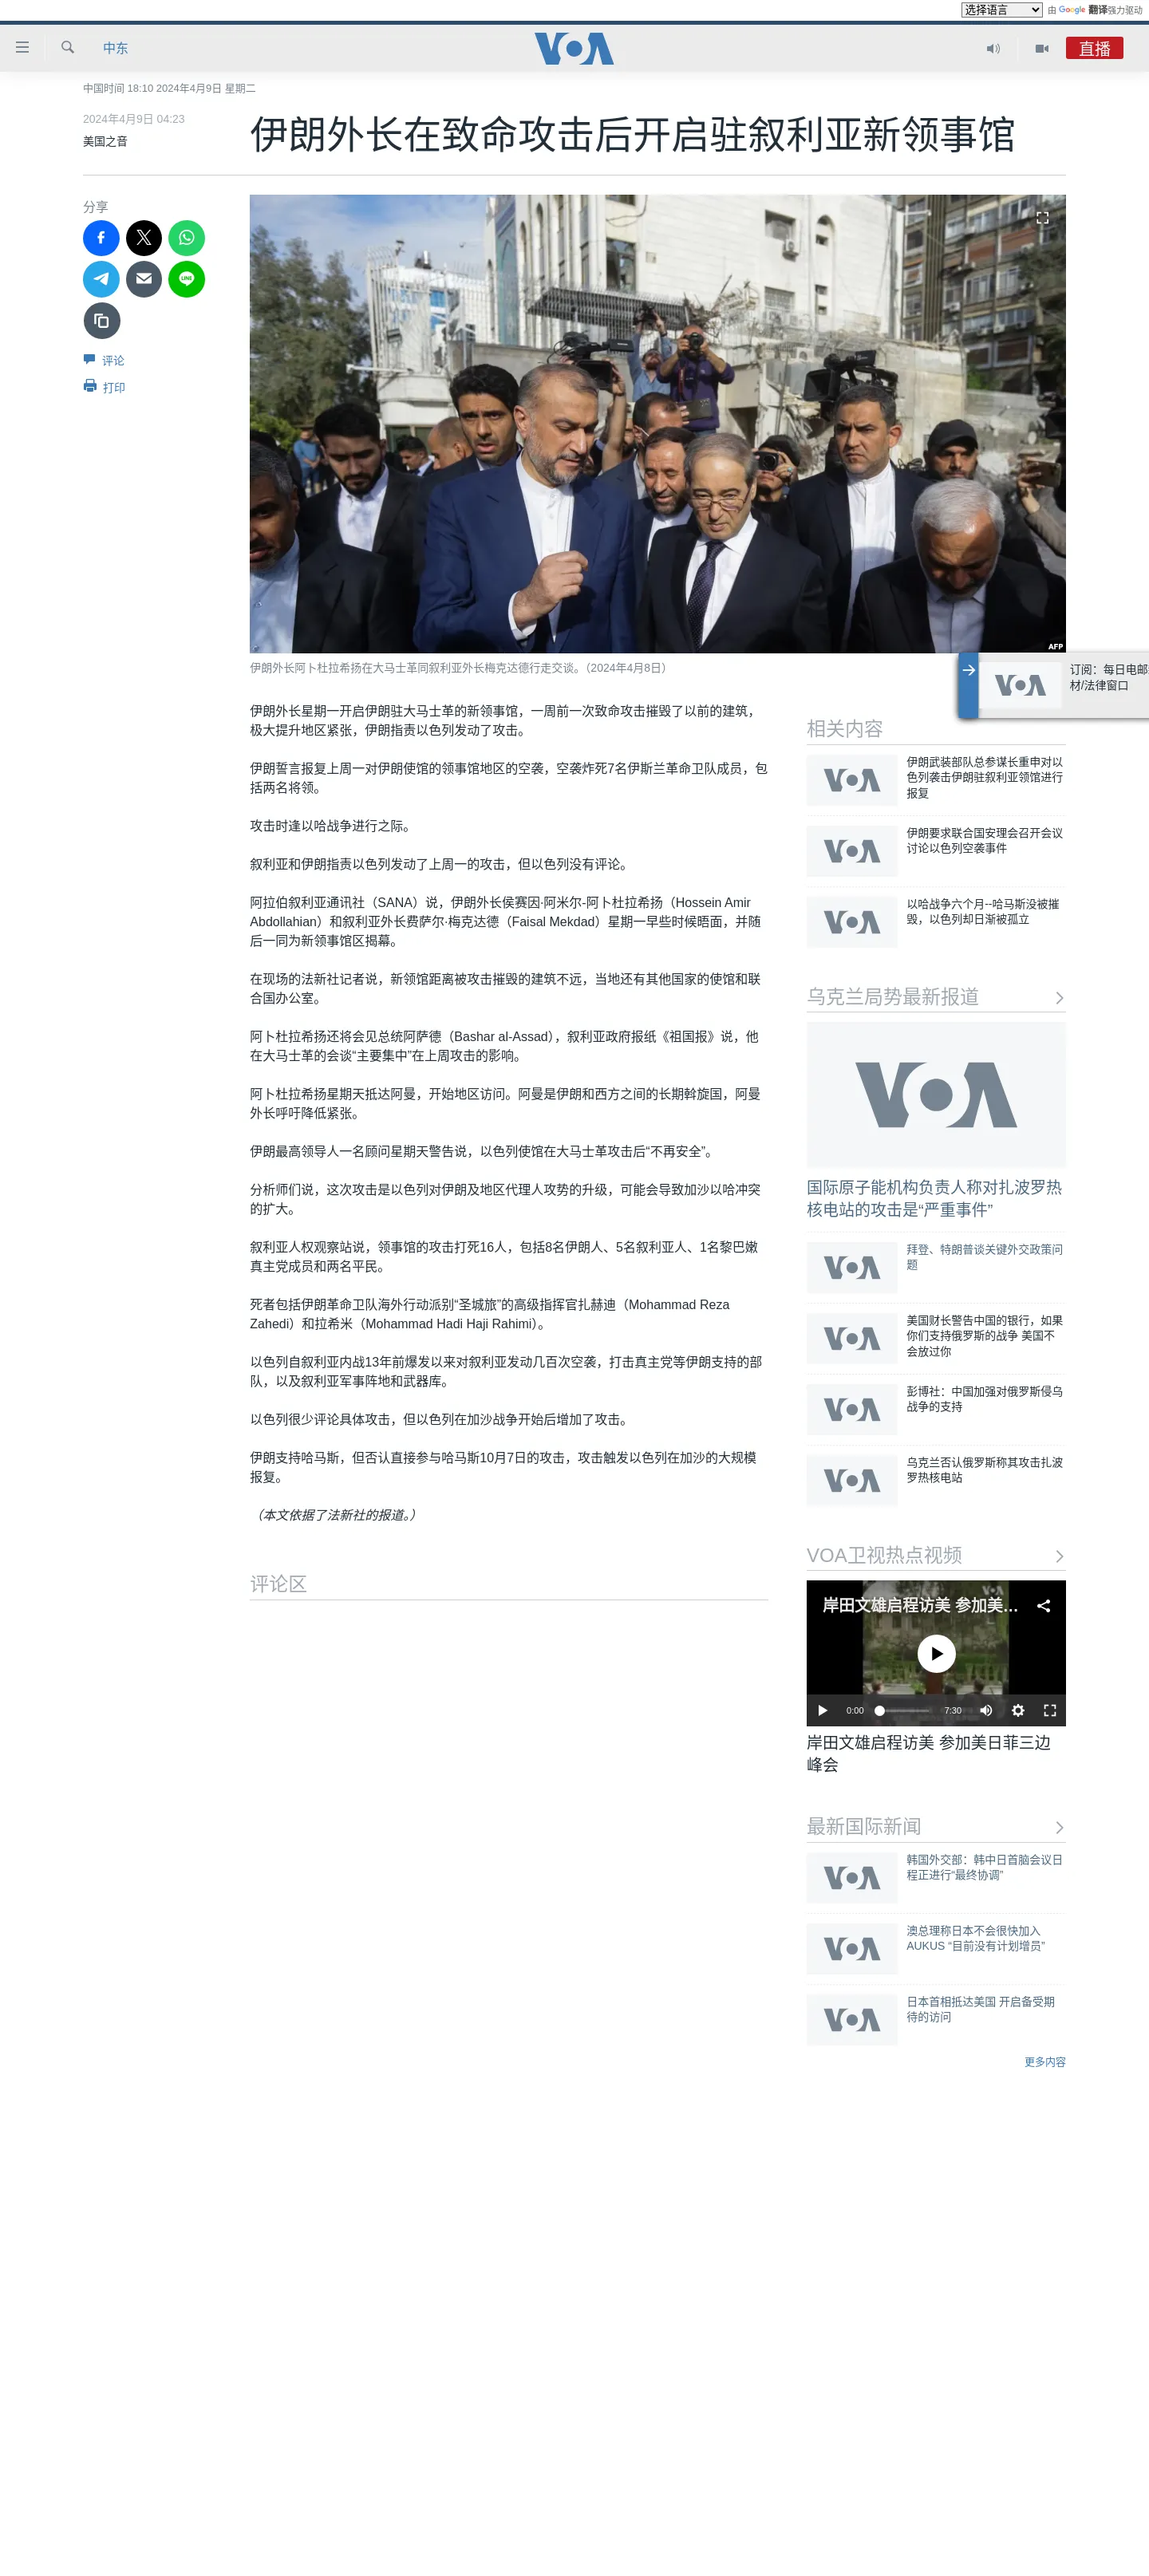 选择语言
由 Google 翻译强力驱动
中东
VOA
直播
中国时间 18:10 2024年4月9日 星期二
2024年4月9日 04:23
美国之音
伊朗外长在致命攻击后开启驻叙利亚新领事馆
分享
LINE
评论
打印
AFP
伊朗外长阿卜杜拉希扬在大马士革同叙利亚外长梅克达德行走交谈。（2024年4月8日）
VOA
订阅：每日电邮
材/法律窗口
伊朗外长星期一开启伊朗驻大马士革的新领事馆，一周前一次致命攻击摧毁了以前的建筑，
极大提升地区紧张，伊朗指责以色列发动了攻击。
伊朗誓言报复上周一对伊朗使馆的领事馆地区的空袭，空袭炸死7名伊斯兰革命卫队成员，包
括两名将领。
攻击时逢以哈战争进行之际。
叙利亚和伊朗指责以色列发动了上周一的攻击，但以色列没有评论。
阿拉伯叙利亚通讯社（SANA）说，伊朗外长侯赛因·阿米尔-阿卜杜拉希扬（Hossein Amir
Abdollahian）和叙利亚外长费萨尔·梅克达德（Faisal Mekdad）星期一早些时候晤面，并随
后一同为新领事馆区揭幕。
在现场的法新社记者说，新领馆距离被攻击摧毁的建筑不远，当地还有其他国家的使馆和联
合国办公室。
阿卜杜拉希扬还将会见总统阿萨德（Bashar al-Assad），叙利亚政府报纸《祖国报》说，他
在大马士革的会谈“主要集中”在上周攻击的影响。
阿卜杜拉希扬星期天抵达阿曼，开始地区访问。阿曼是伊朗和西方之间的长期斡旋国，阿曼
外长呼吁降低紧张。
伊朗最高领导人一名顾问星期天警告说，以色列使馆在大马士革攻击后“不再安全”。
分析师们说，这次攻击是以色列对伊朗及地区代理人攻势的升级，可能会导致加沙以哈冲突
的扩大。
叙利亚人权观察站说，领事馆的攻击打死16人，包括8名伊朗人、5名叙利亚人、1名黎巴嫩
真主党成员和两名平民。
死者包括伊朗革命卫队海外行动派别“圣城旅”的高级指挥官扎赫迪（Mohammad Reza
Zahedi）和拉希米（Mohammad Hadi Haji Rahimi）。
以色列自叙利亚内战13年前爆发以来对叙利亚发动几百次空袭，打击真主党等伊朗支持的部
队，以及叙利亚军事阵地和武器库。
以色列很少评论具体攻击，但以色列在加沙战争开始后增加了攻击。
伊朗支持哈马斯，但否认直接参与哈马斯10月7日的攻击，攻击触发以色列在加沙的大规模
报复。
（本文依据了法新社的报道。）
评论区
相关内容
VOA
伊朗武装部队总参谋长重申对以
色列袭击伊朗驻叙利亚领馆进行
报复
VOA
伊朗要求联合国安理会召开会议
讨论以色列空袭事件
VOA
以哈战争六个月--哈马斯没被摧
毁，以色列却日渐被孤立
乌克兰局势最新报道
VOA
国际原子能机构负责人称对扎波罗热
核电站的攻击是“严重事件”
VOA
拜登、特朗普谈关键外交政策问
题
VOA
美国财长警告中国的银行，如果
你们支持俄罗斯的战争 美国不
会放过你
VOA
彭博社：中国加强对俄罗斯侵乌
战争的支持
VOA
乌克兰否认俄罗斯称其攻击扎波
罗热核电站
VOA卫视热点视频
岸田文雄启程访美 参加美...
VOA
0:00
7:30
岸田文雄启程访美 参加美日菲三边
峰会
最新国际新闻
VOA
韩国外交部：韩中日首脑会议日
程正进行“最终协调”
VOA
澳总理称日本不会很快加入
AUKUS “目前没有计划增员”
VOA
日本首相抵达美国 开启备受期
待的访问
更多内容